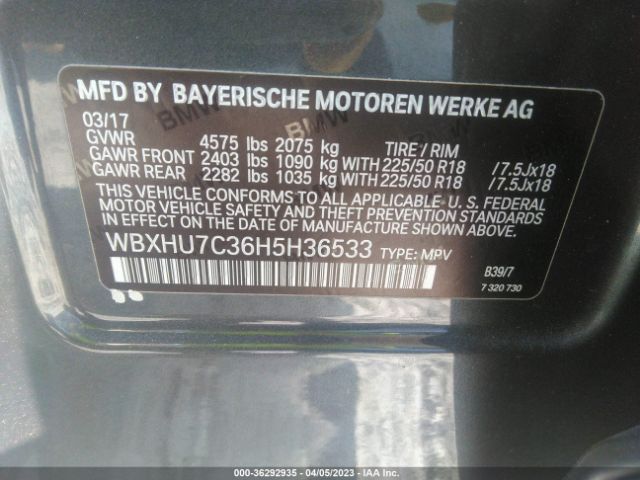 MFD BY BAYERISCHE MOTOREN WERKE AG
03/17
GVWR 4575 lbs 2075 kg TIRE / RIM
GAWR FRONT 2403 lbs 1090 kg WITH 225/50 R18 /7.5Jx18
GAWR REAR 2282 lbs 1035 kg WITH 225/50 R18 /7.5Jx18
THIS VEHICLE CONFORMS TO ALL APPLICABLE U. S. FEDERAL
MOTOR VEHICLE SAFETY AND THEFT PREVENTION STANDARDS
IN EFFECT ON THE DATE OF MANUFACTURE SHOWN ABOVE.
WBXHU7C36H5H36533 TYPE: MPV
B39/7
7 320 730
000-36292935 - 04/05/2023 - IAA Inc.